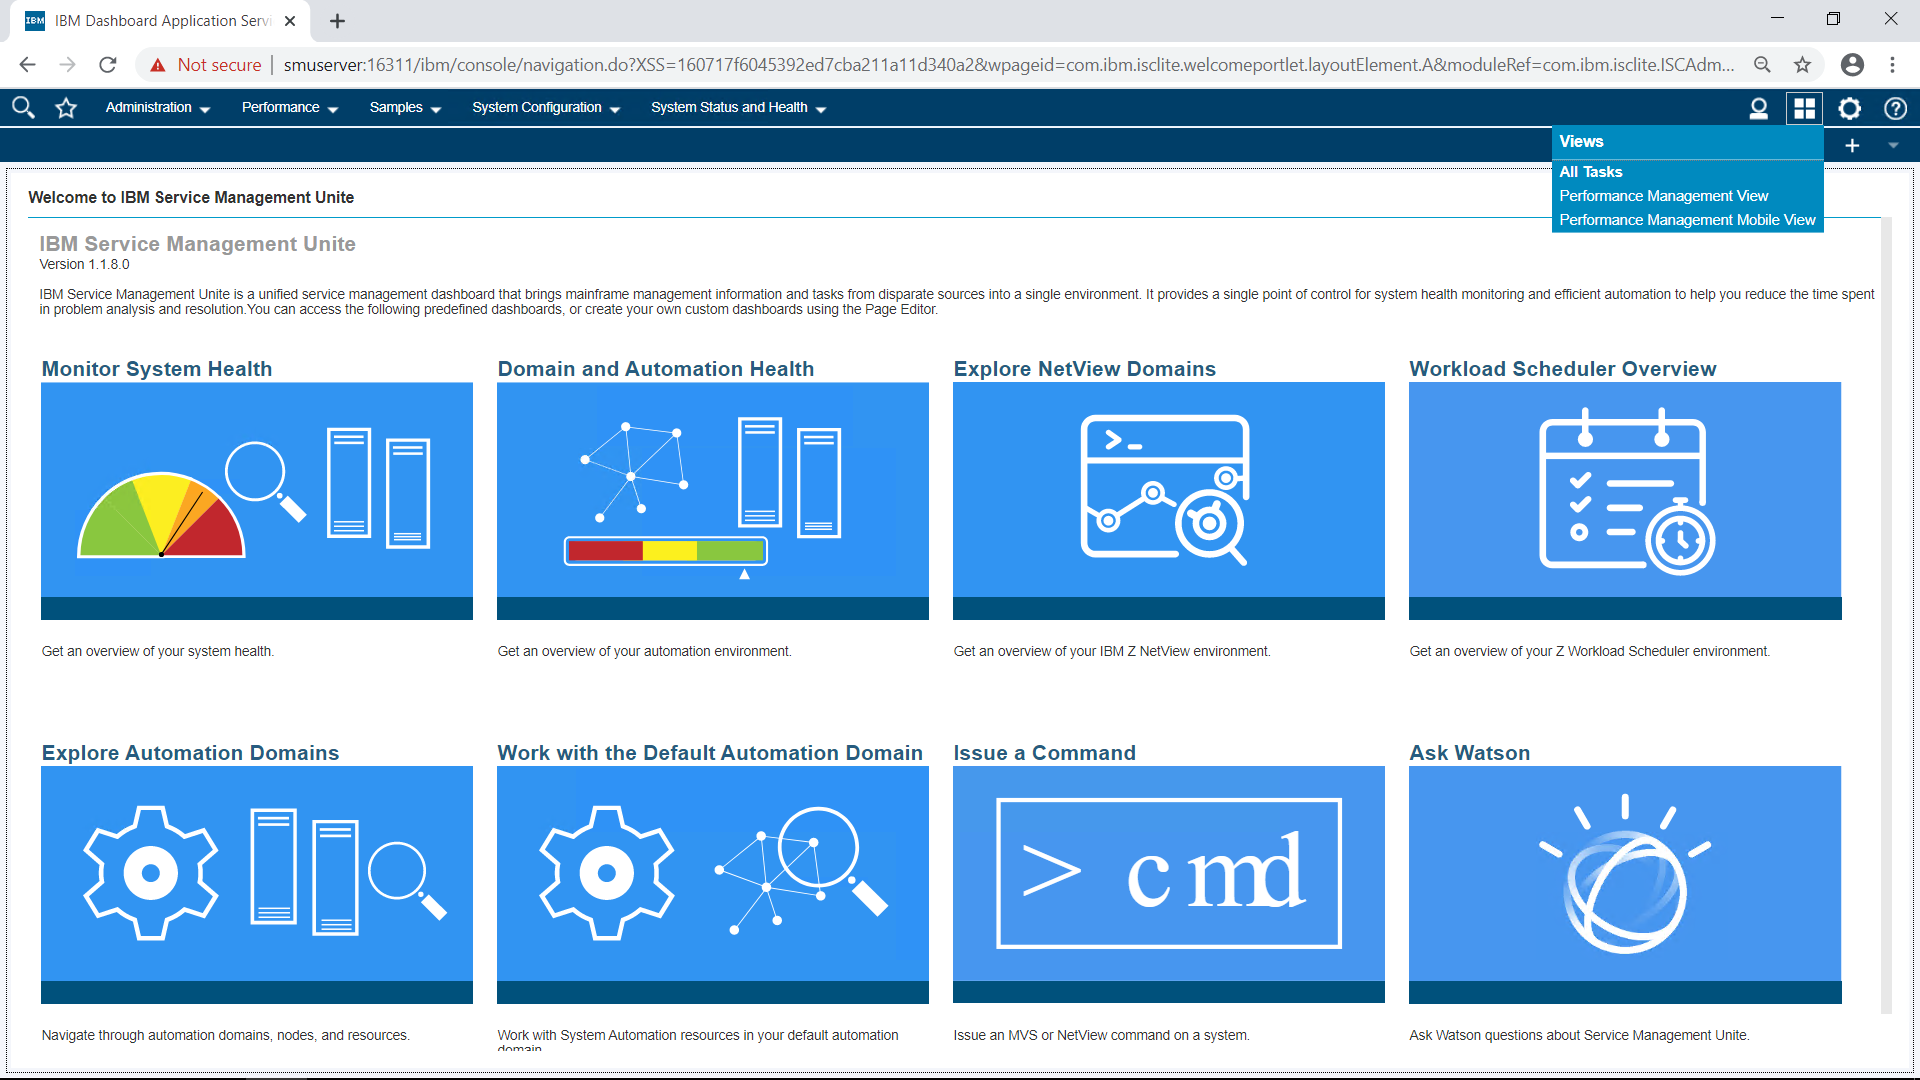 IBM Dashboard Application Servi
Not secure
smuserver:16311/ibm/console/navigation.do?XSS=160717f6045392ed7cba211a11d340a2&wpageid=com.ibm.isclite.welcomeportlet.layoutElement.A&moduleRef=com.ibm.isclite.ISCAdm...
Administration
Performance
Samples
System Configuration
System Status and Health
Views
All Tasks
Performance Management View
Performance Management Mobile View
Welcome to IBM Service Management Unite
IBM Service Management Unite
Version 1.1.8.0
IBM Service Management Unite is a unified service management dashboard that brings mainframe management information and tasks from disparate sources into a single environment. It provides a single point of control for system health monitoring and efficient automation to help you reduce the time spent
in problem analysis and resolution.You can access the following predefined dashboards, or create your own custom dashboards using the Page Editor.
Monitor System Health
Domain and Automation Health
Explore NetView Domains
Workload Scheduler Overview
Get an overview of your system health.
Get an overview of your automation environment.
Get an overview of your IBM Z NetView environment.
Get an overview of your Z Workload Scheduler environment.
Explore Automation Domains
Work with the Default Automation Domain
Issue a Command
Ask Watson
> cmd
Navigate through automation domains, nodes, and resources.
Work with System Automation resources in your default automation
domain.
Issue an MVS or NetView command on a system.
Ask Watson questions about Service Management Unite.